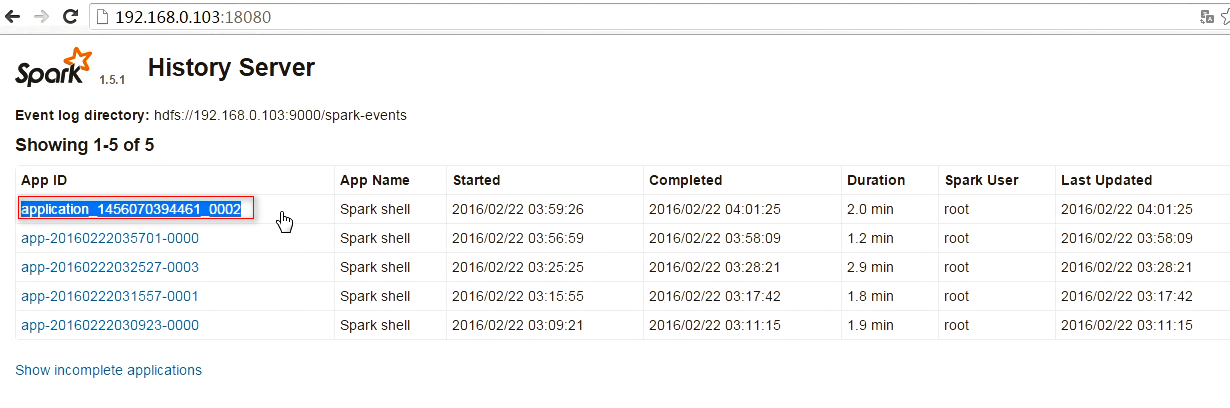 192.168.0.103:18080
Spark 1.5.1 History Server
Event log directory: hdfs://192.168.0.103:9000/spark-events
Showing 1-5 of 5
App ID App Name Started Completed Duration Spark User Last Updated
application_1456070394461_0002 Spark shell 2016/02/22 03:59:26 2016/02/22 04:01:25 2.0 min root 2016/02/22 04:01:25
app-20160222035701-0000 Spark shell 2016/02/22 03:56:59 2016/02/22 03:58:09 1.2 min root 2016/02/22 03:58:09
app-20160222032527-0003 Spark shell 2016/02/22 03:25:25 2016/02/22 03:28:21 2.9 min root 2016/02/22 03:28:21
app-20160222031557-0001 Spark shell 2016/02/22 03:15:55 2016/02/22 03:17:42 1.8 min root 2016/02/22 03:17:42
app-20160222030923-0000 Spark shell 2016/02/22 03:09:21 2016/02/22 03:11:15 1.9 min root 2016/02/22 03:11:15
Show incomplete applications